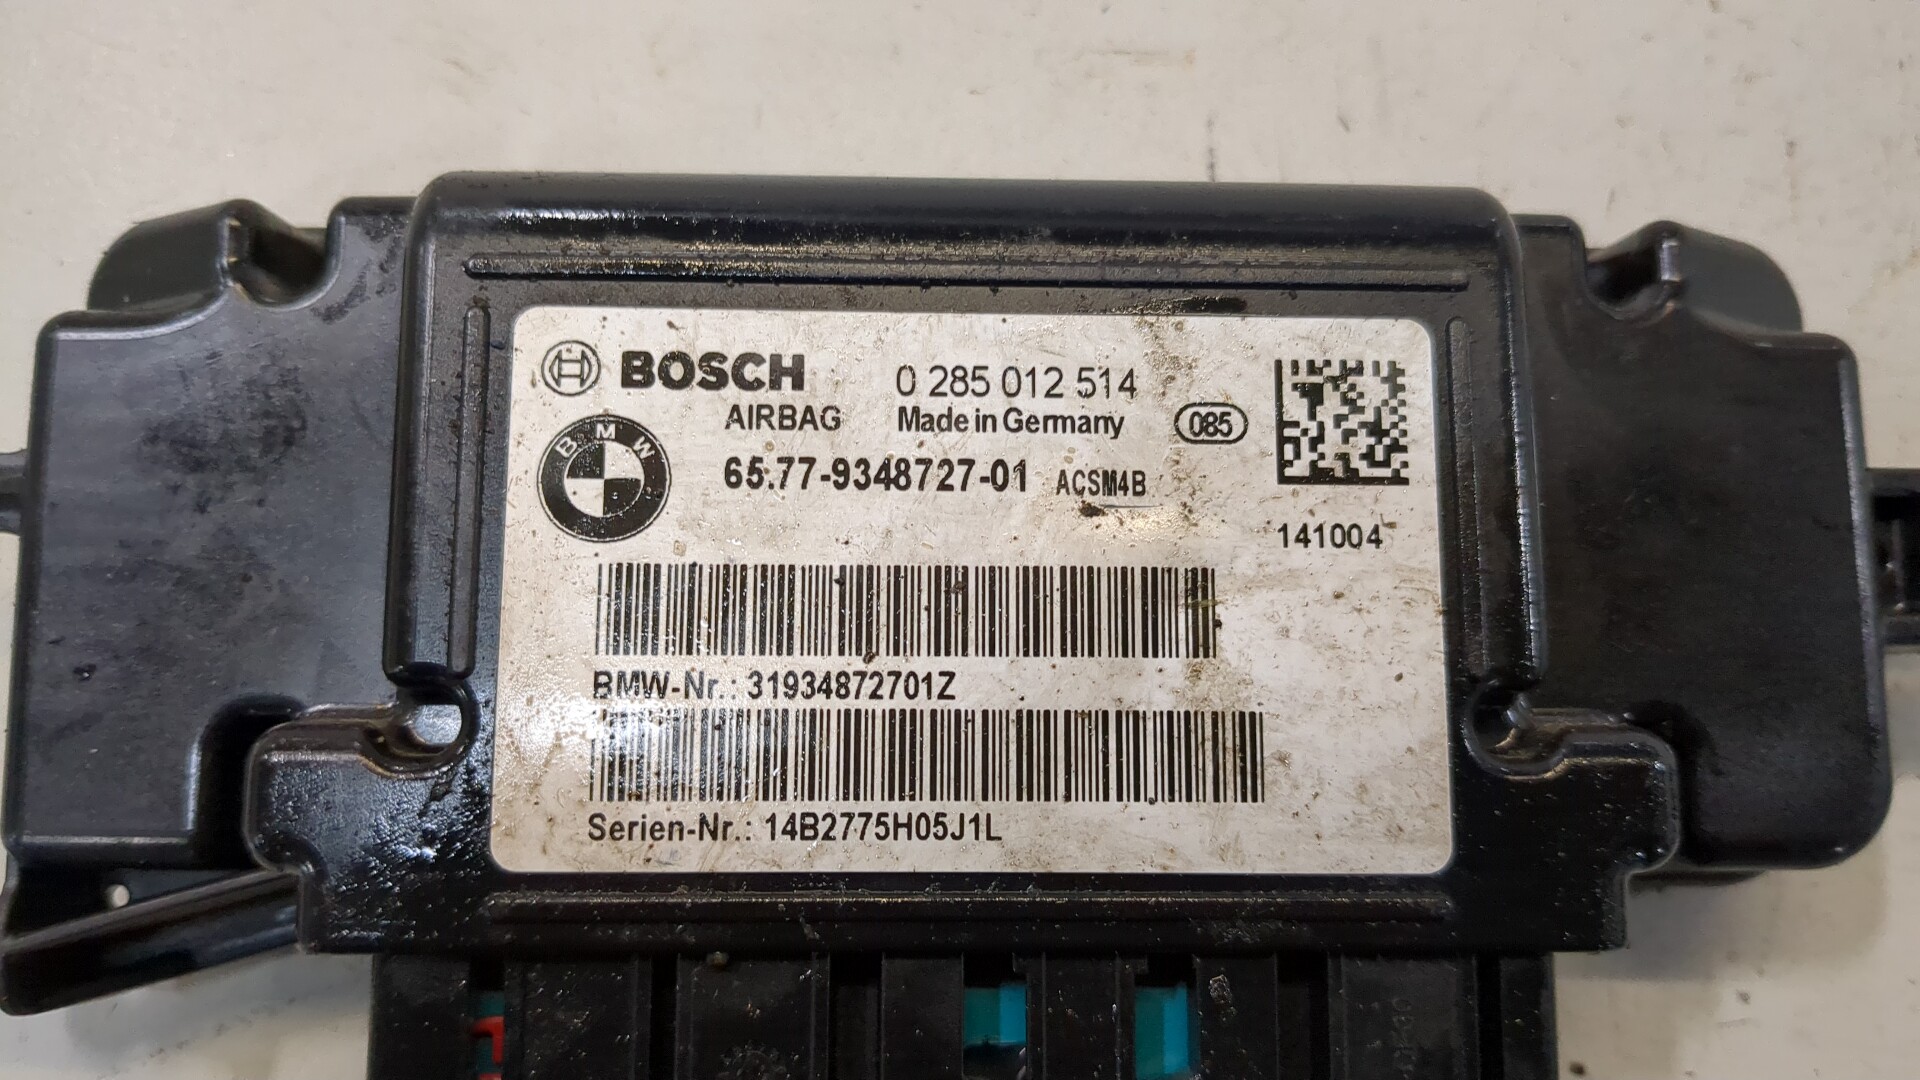 BOSCH 0 285 012 514
AIRBAG Made in Germany 085
BMW 65.77-9348727-01 ACSM4B
141004
BMW-Nr.: 31934872701Z
Serien-Nr.: 14B2775H05J1L